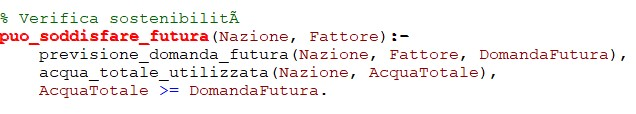 % Verifica sostenibilitÃ
puo_soddisfare_futura(Nazione, Fattore):-
    previsione_domanda_futura(Nazione, Fattore, DomandaFutura),
    acqua_totale_utilizzata(Nazione, AcquaTotale),
    AcquaTotale >= DomandaFutura.